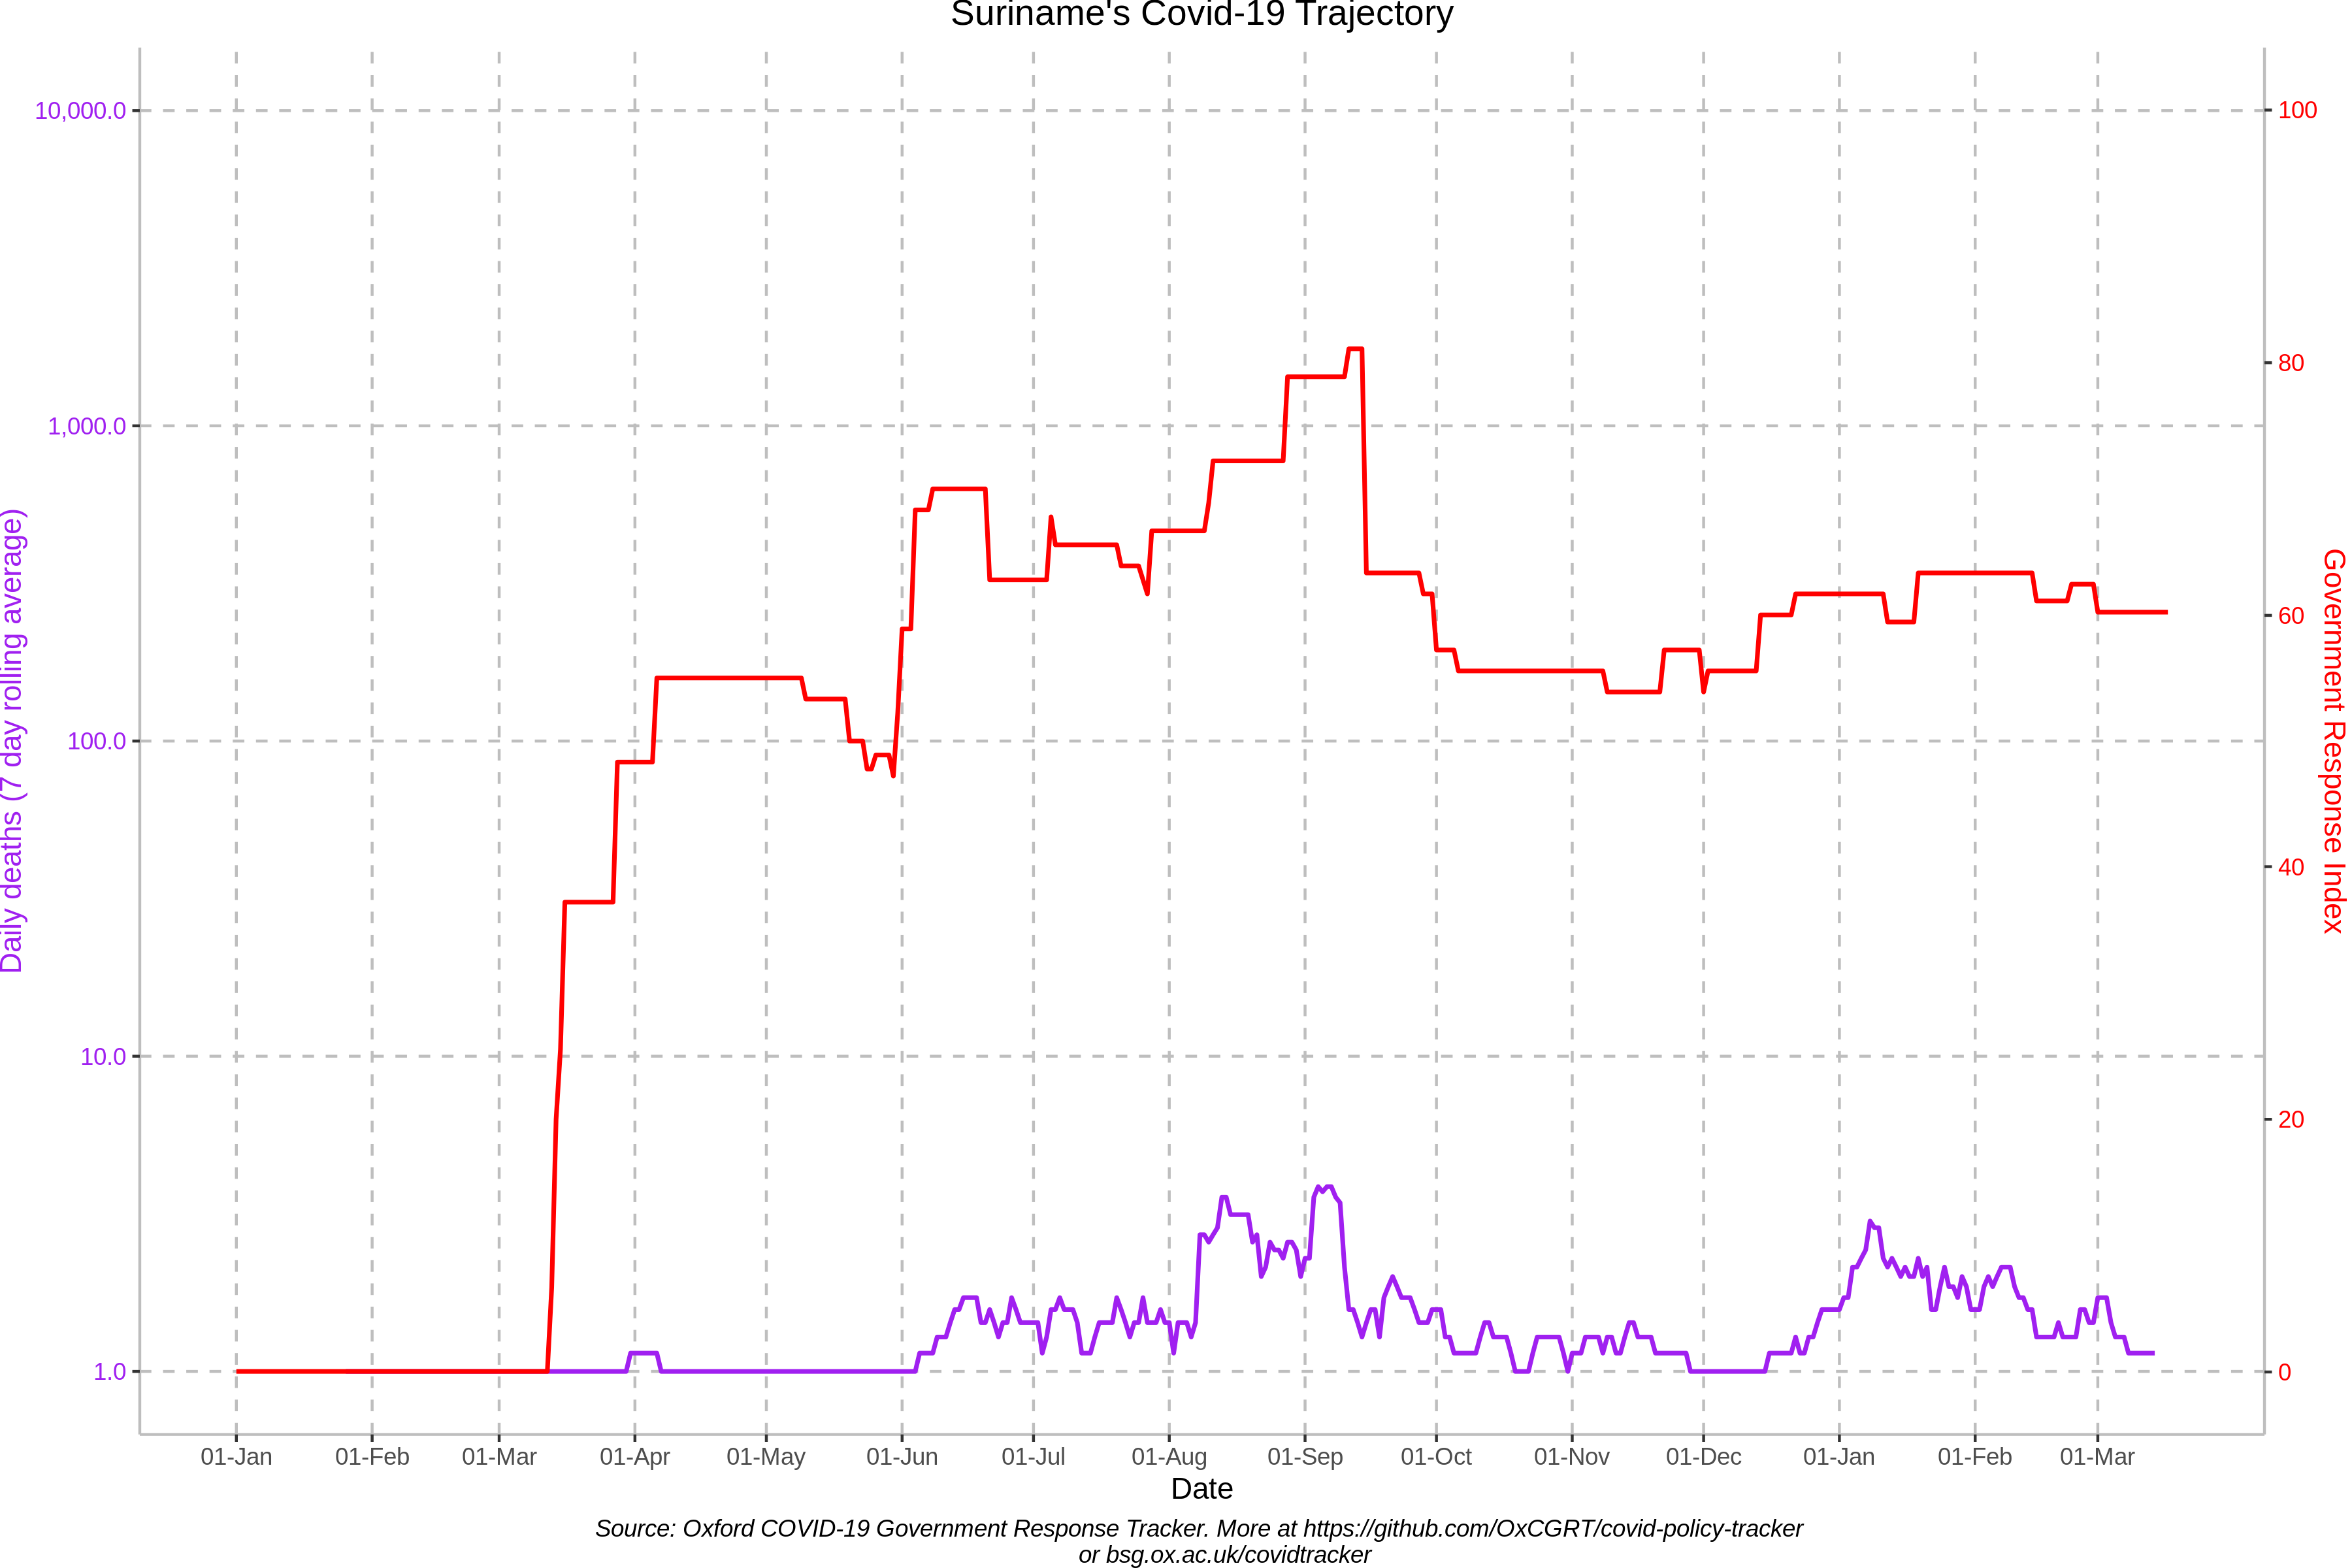 Suriname's Covid-19 Trajectory
10,000.0
1,000.0
100.0
10.0
1.0
Daily deaths (7 day rolling average)
100
80
60
40
20
0
Government Response Index
01-Jan 01-Feb 01-Mar 01-Apr 01-May 01-Jun 01-Jul 01-Aug 01-Sep 01-Oct 01-Nov 01-Dec 01-Jan 01-Feb 01-Mar
Date
Source: Oxford COVID-19 Government Response Tracker. More at https://github.com/OxCGRT/covid-policy-tracker
or bsg.ox.ac.uk/covidtracker